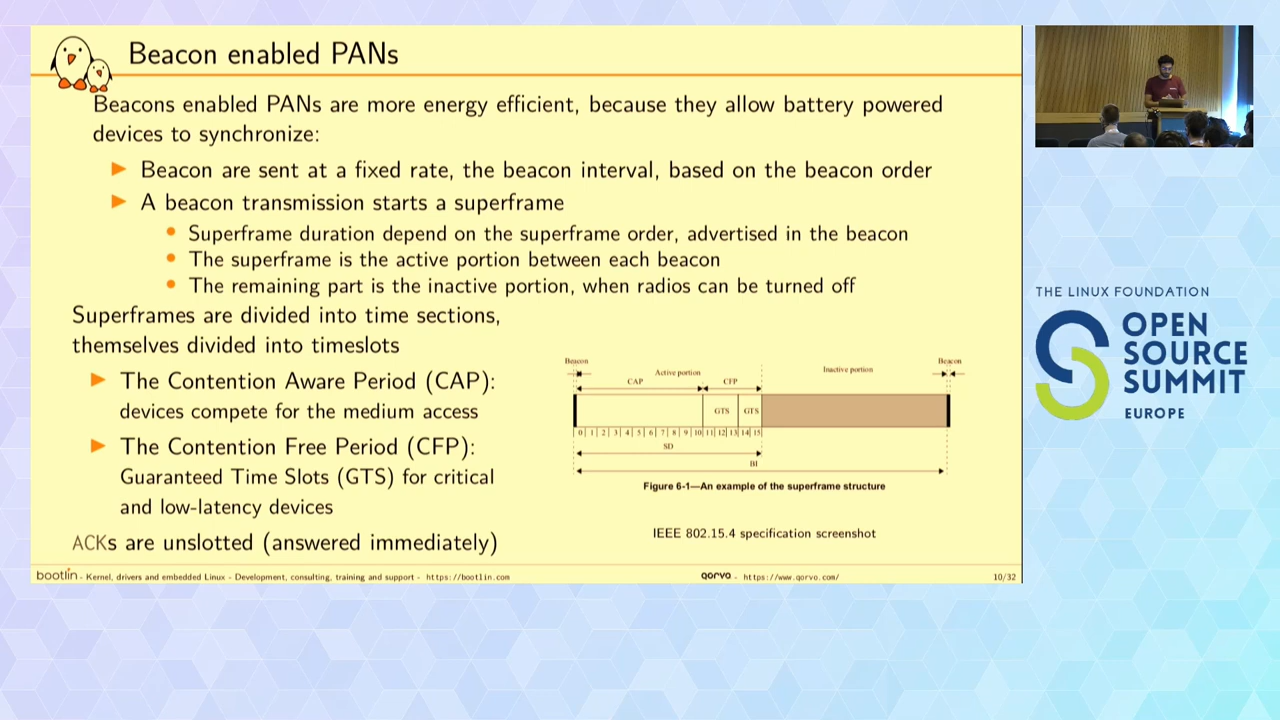 Beacon enabled PANs
Beacons enabled PANs are more energy efficient, because they allow battery powered
devices to synchronize:
Beacon are sent at a fixed rate, the beacon interval, based on the beacon order
A beacon transmission starts a superframe
Superframe duration depend on the superframe order, advertised in the beacon
The superframe is the active portion between each beacon
The remaining part is the inactive portion, when radios can be turned off
Superframes are divided into time sections,
themselves divided into timeslots
The Contention Aware Period (CAP):
devices compete for the medium access
The Contention Free Period (CFP):
Guaranteed Time Slots (GTS) for critical
and low-latency devices
ACKs are unslotted (answered immediately)
Beacon Beacon
Active portion Inactive portion
CAP CFP
GTS GTS
0 1 2 3 4 5 6 7 8 9 10 11 12 13 14 15
SD
BI
Figure 6-1—An example of the superframe structure
IEEE 802.15.4 specification screenshot
bootlin - Kernel, drivers and embedded Linux - Development, consulting, training and support - https://bootlin.com
qorvo - https://www.qorvo.com/
10/32
THE LINUX FOUNDATION
OPEN
SOURCE
SUMMIT
EUROPE